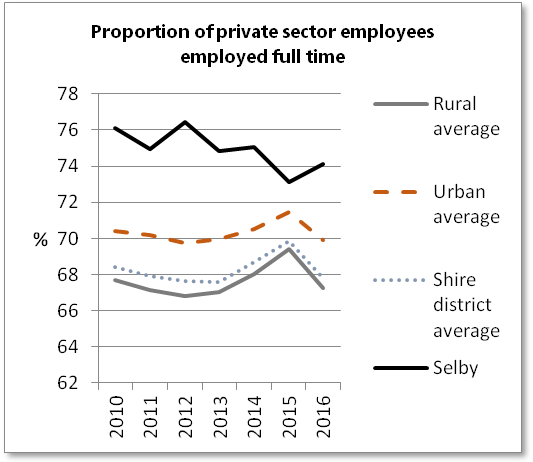 Proportion of private sector employees
employed full time
78
76
74
72
70
68
66
64
62
%
2010
2011
2012
2013
2014
2015
2016
Rural
average
Urban
average
Shire
district
average
Selby